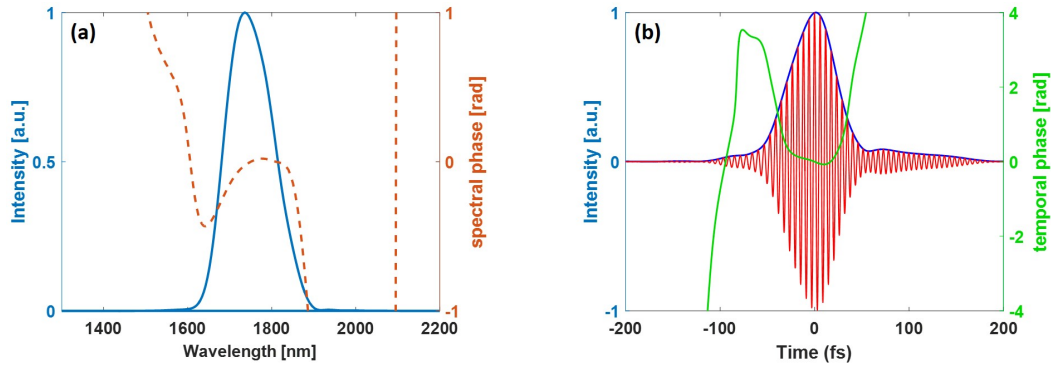 (a)
1
0.5
0
Intensity [a.u.]
1400 1600 1800 2000 2200
Wavelength [nm]
1
0
-1
spectral phase [rad]
(b)
1
0
-1
Intensity [a.u.]
-200 -100 0 100 200
Time (fs)
4
2
0
-2
-4
temporal phase [rad]